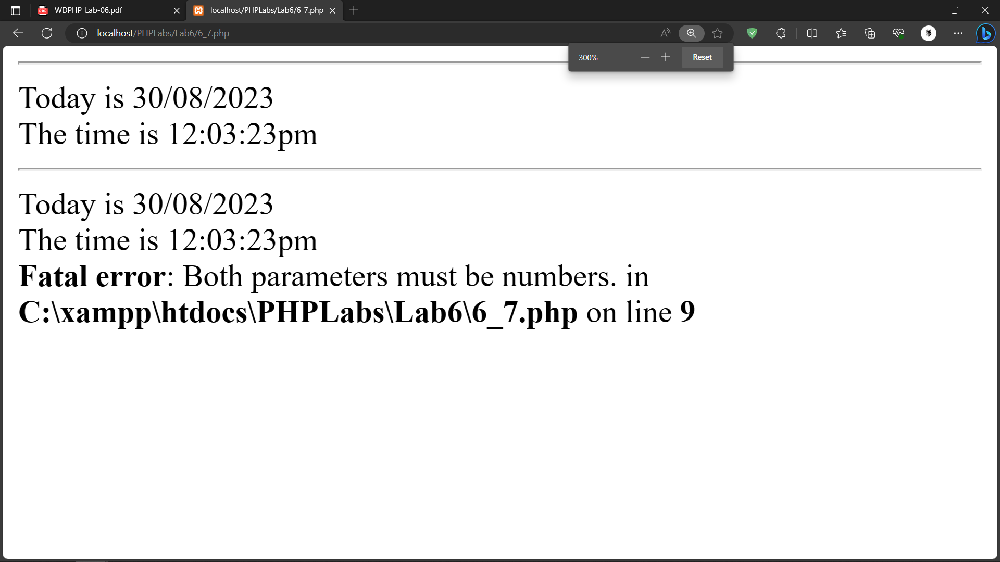 WDPHP_Lab-06.pdf
localhost/PHPLabs/Lab6/6_7.php
localhost/PHPLabs/Lab6/6_7.php
300%
Reset
Today is 30/08/2023
The time is 12:03:23pm
Today is 30/08/2023
The time is 12:03:23pm
Fatal error: Both parameters must be numbers. in
C:\xampp\htdocs\PHPLabs\Lab6\6_7.php on line 9